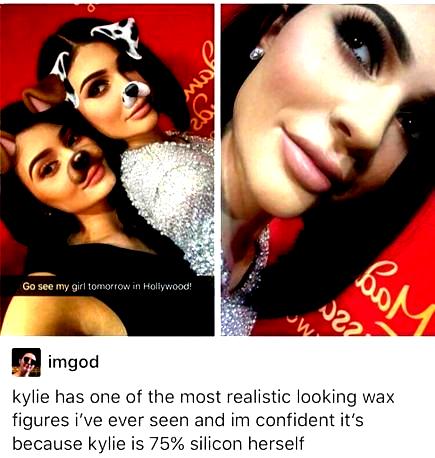 Go see my girl tomorrow in Hollywood!
imgod
kylie has one of the most realistic looking wax
figures i've ever seen and im confident it's
because kylie is 75% silicon herself